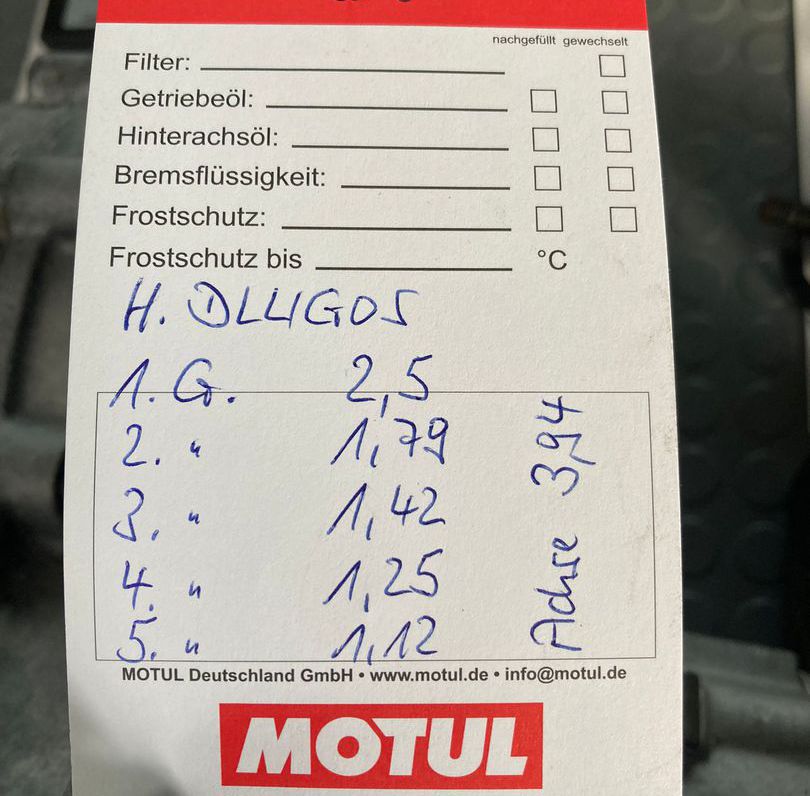 nachgefüllt gewechselt
Filter:
Getriebeöl:
Hinterachsöl:
Bremsflüssigkeit:
Frostschutz:
Frostschutz bis °C
H. DLUGOS
1. G. 2,5
2. " 1,79
3. " 1,42
4. " 1,25
5. " 1,12
Achse 3,94
MOTUL Deutschland GmbH • www.motul.de • info@motul.de
MOTUL